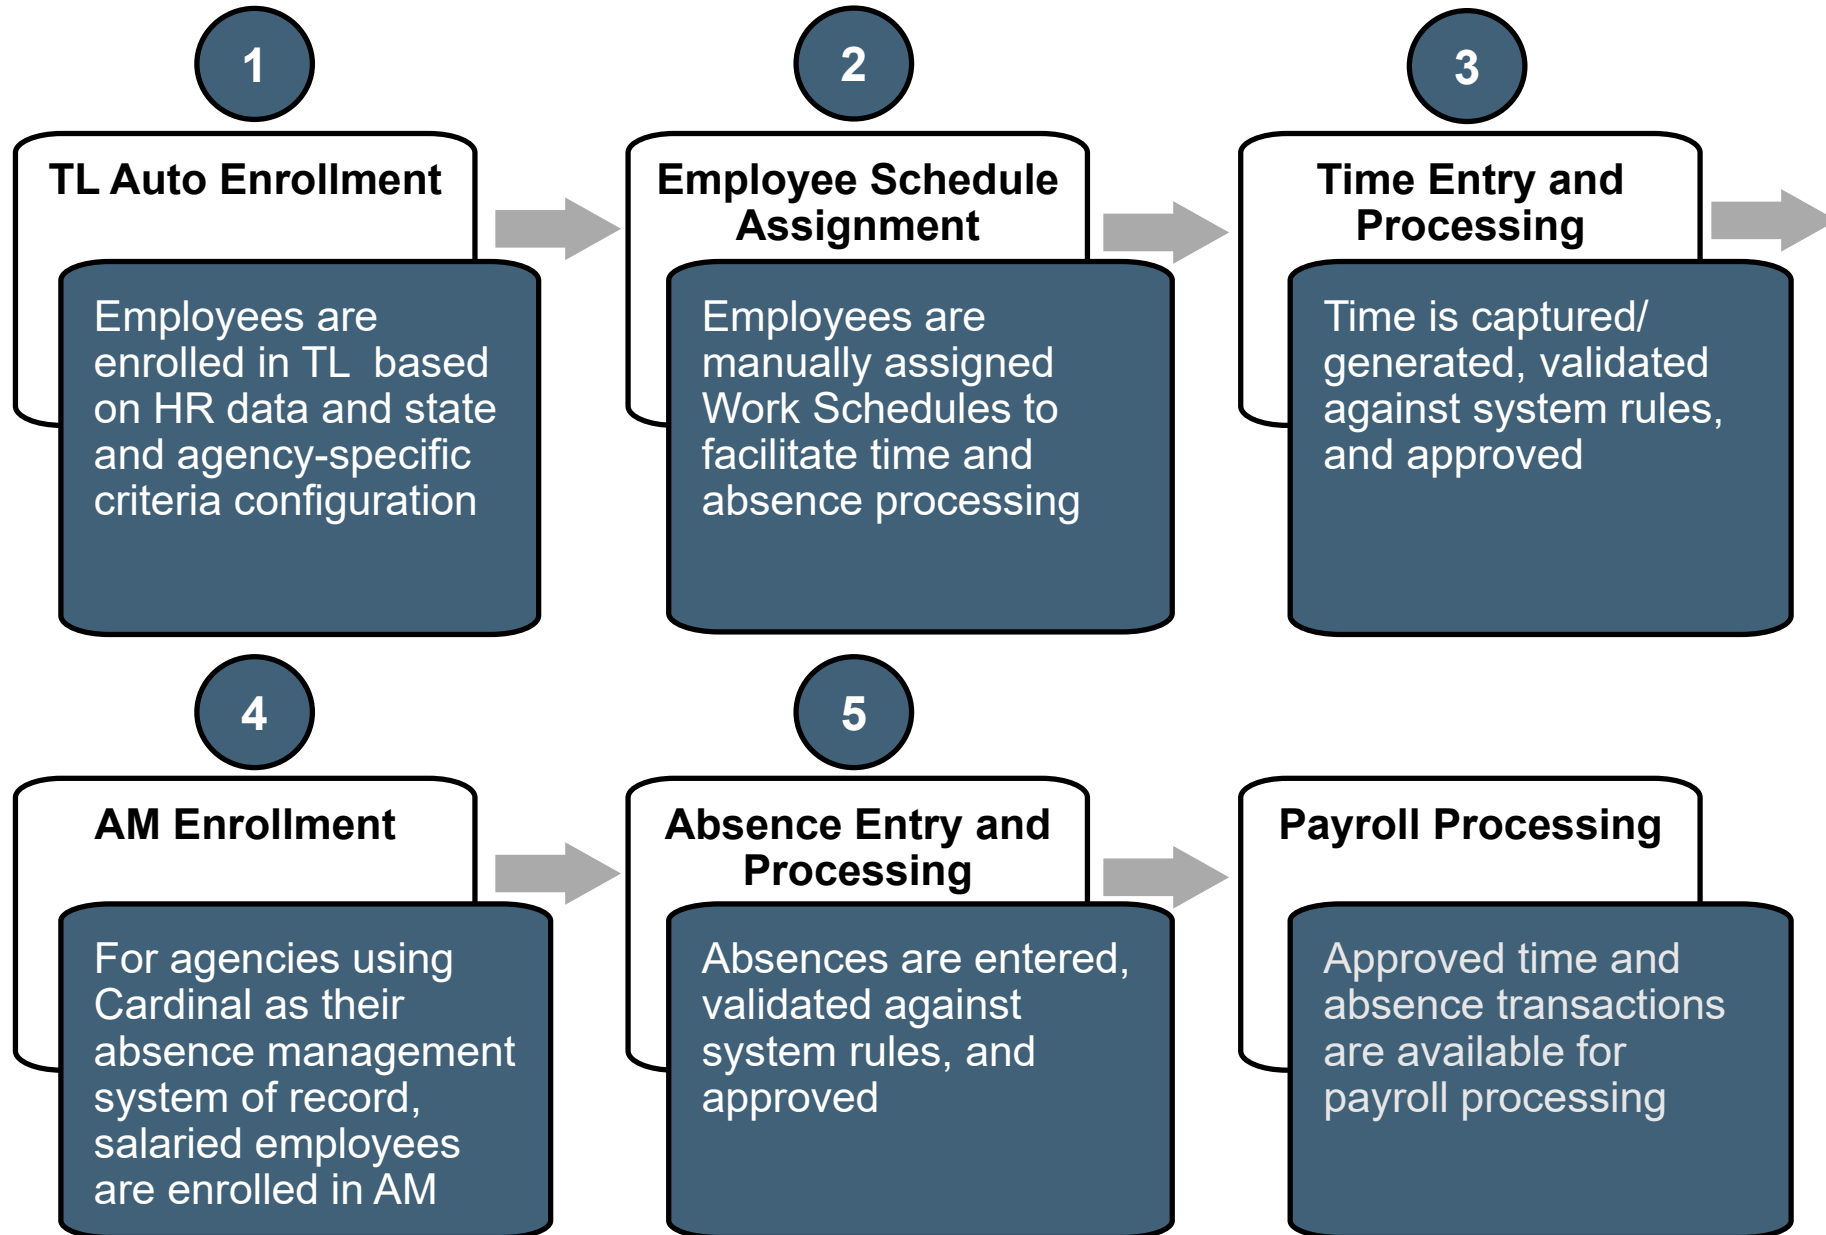 1
TL Auto Enrollment
Employees are
enrolled in TL  based
on HR data and state
and agency-specific
criteria configuration
2
Employee Schedule
Assignment
Employees are
manually assigned
Work Schedules to
facilitate time and
absence processing
3
Time Entry and
Processing
Time is captured/
generated, validated
against system rules,
and approved
4
AM Enrollment
For agencies using
Cardinal as their
absence management
system of record,
salaried employees
are enrolled in AM
5
Absence Entry and
Processing
Absences are entered,
validated against
system rules, and
approved
Payroll Processing
Approved time and
absence transactions
are available for
payroll processing